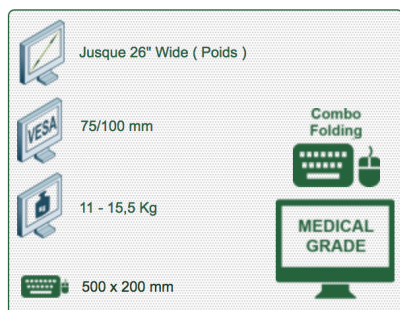 Jusque 26" Wide ( Poids )
VESA
75/100 mm
Combo
Folding
KG
11 - 15,5 Kg
MEDICAL
GRADE
500 x 200 mm